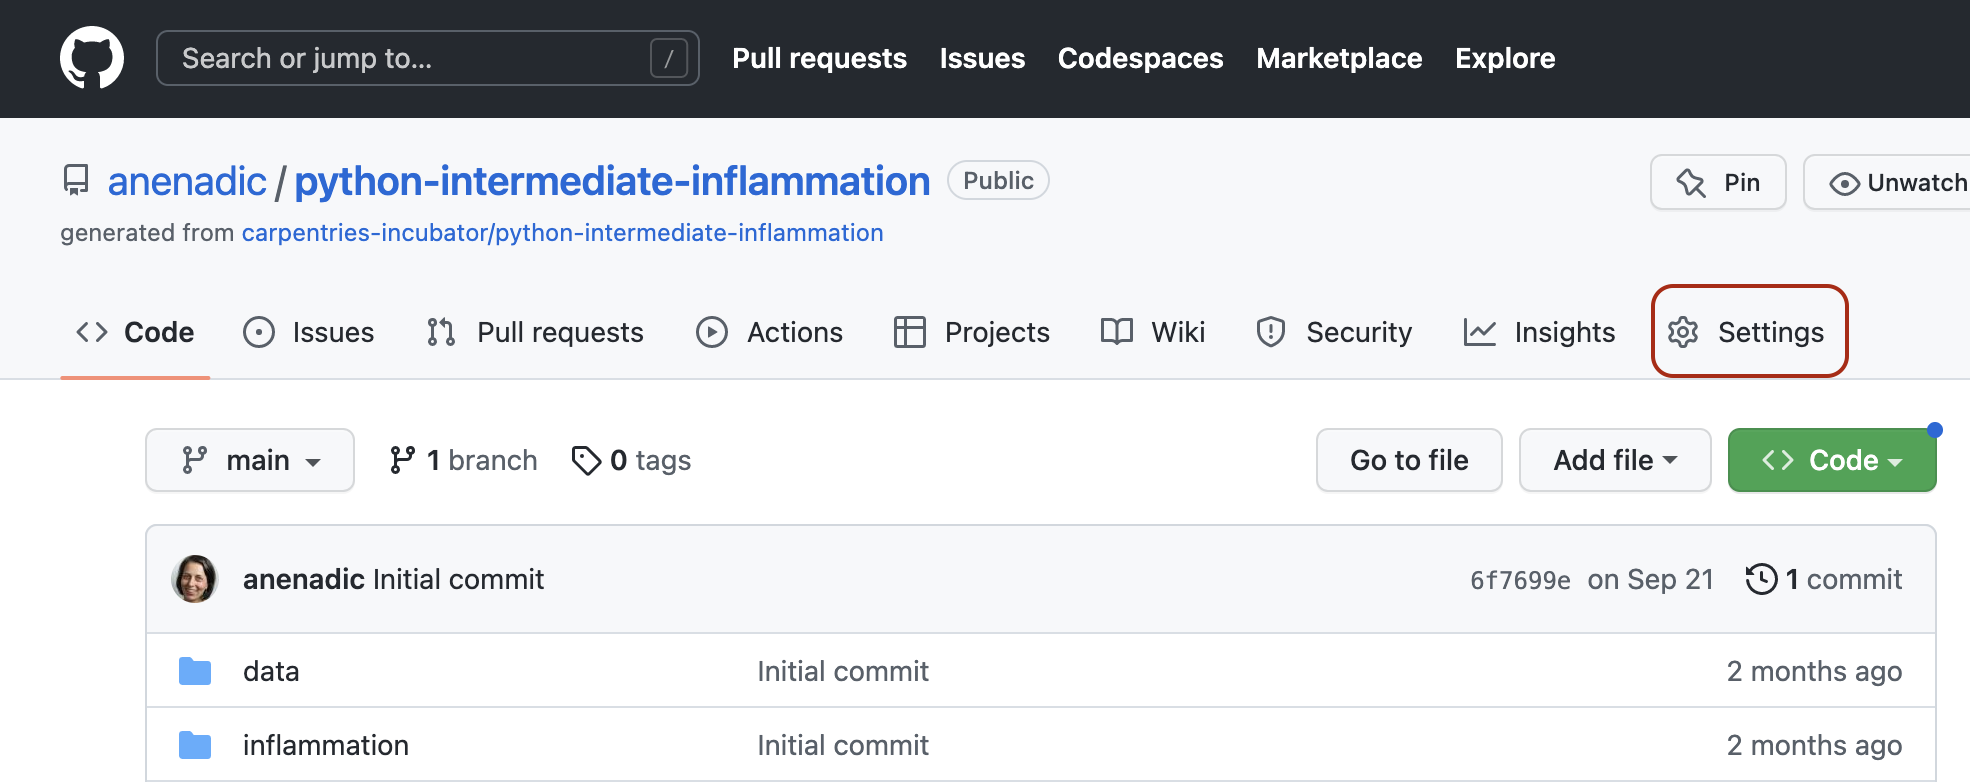 Search or jump to... /
Pull requests Issues Codespaces Marketplace Explore
anenadic / python-intermediate-inflammation Public
Pin Unwatch
generated from carpentries-incubator/python-intermediate-inflammation
Code Issues Pull requests Actions Projects Wiki Security Insights Settings
main 1 branch 0 tags Go to file Add file Code
anenadic Initial commit 6f7699e on Sep 21 1 commit
data Initial commit 2 months ago
inflammation Initial commit 2 months ago